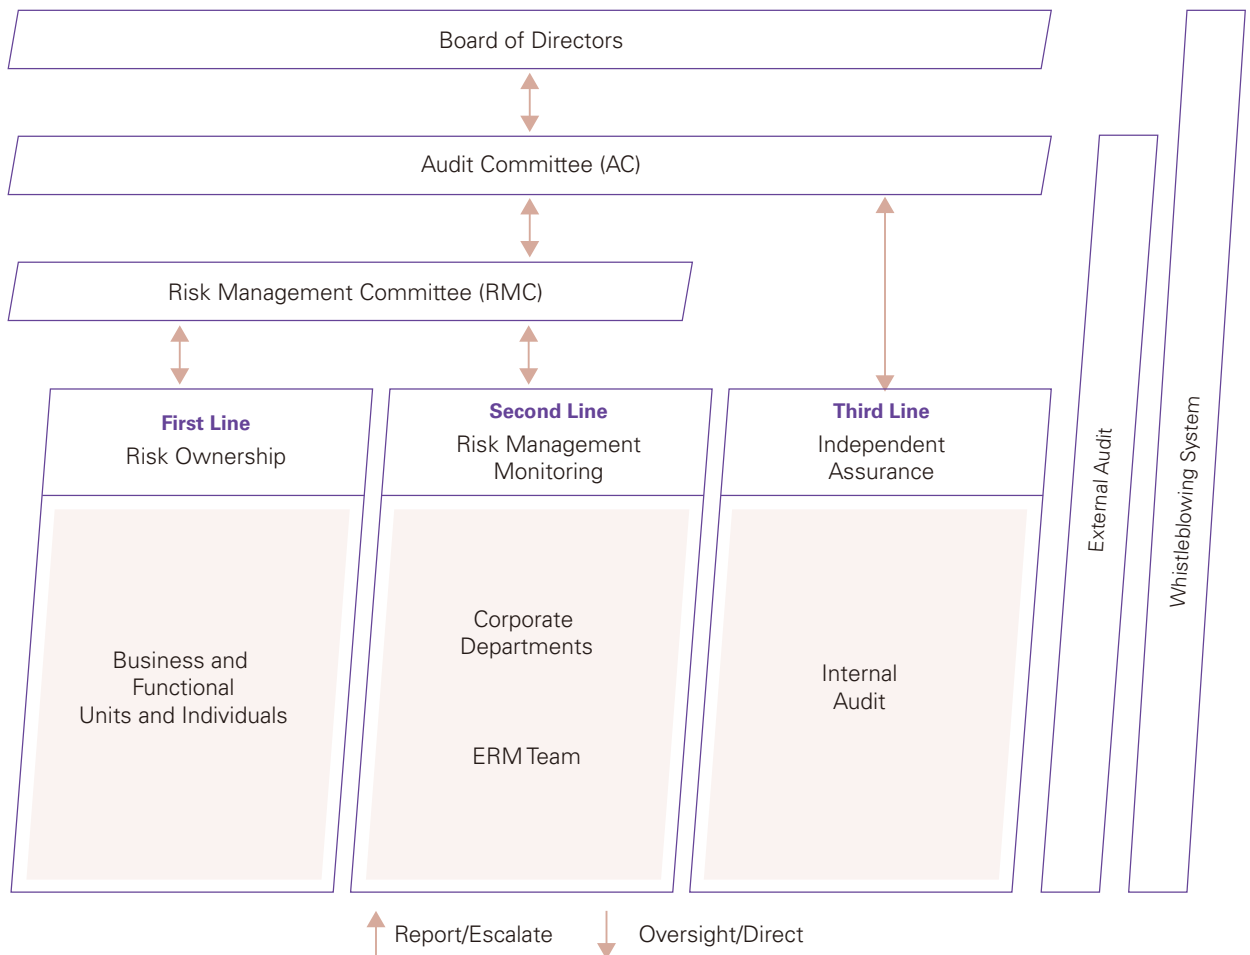 Board of Directors
Audit Committee (AC)
Risk Management Committee (RMC)
First Line
Risk Ownership
Second Line
Risk Management
Monitoring
Third Line
Independent
Assurance
Business and
Functional
Units and Individuals
Corporate
Departments
ERM Team
Internal
Audit
External Audit
Whistleblowing System
Report/Escalate
Oversight/Direct